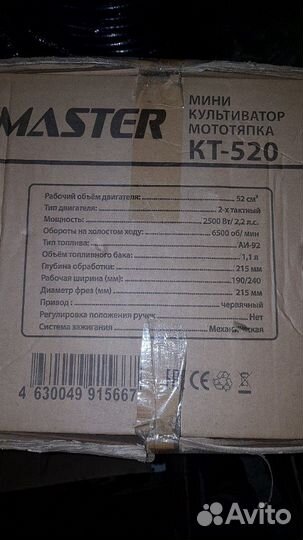 MASTER
МИНИ
КУЛЬТИВАТОР
МОТОТЯПКА
КТ-520
Рабочий объём двигателя: 52 см³
Тип двигателя: 2-х тактный
Мощность: 2500 Вт/ 2,2 л.с.
Обороты на холостом ходу: 6500 об/ мин
Тип топлива: АИ-92
Объём топливного бака: 1,1 л
Глубина обработки: 215 мм
Рабочая ширина (мм) 190/240
Диаметр фрез (мм) 215 мм
Привод : червячный
Регулировка положения ручек Нет
Система зажигания Механическая
4 630049 915667
EAC CE
Avito